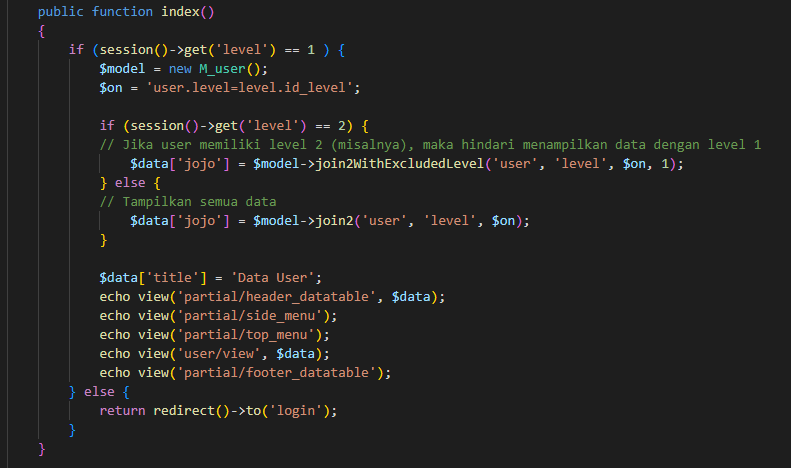 public function index()
{
if (session()->get('level') == 1 ) {
$model = new M_user();
$on = 'user.level=level.id_level';
if (session()->get('level') == 2) {
// Jika user memiliki level 2 (misalnya), maka hindari menampilkan data dengan level 1
$data['jojo'] = $model->join2WithExcludedLevel('user', 'level', $on, 1);
} else {
// Tampilkan semua data
$data['jojo'] = $model->join2('user', 'level', $on);
}
$data['title'] = 'Data User';
echo view('partial/header_datatable', $data);
echo view('partial/side_menu');
echo view('partial/top_menu');
echo view('user/view', $data);
echo view('partial/footer_datatable');
} else {
return redirect()->to('login');
}
}